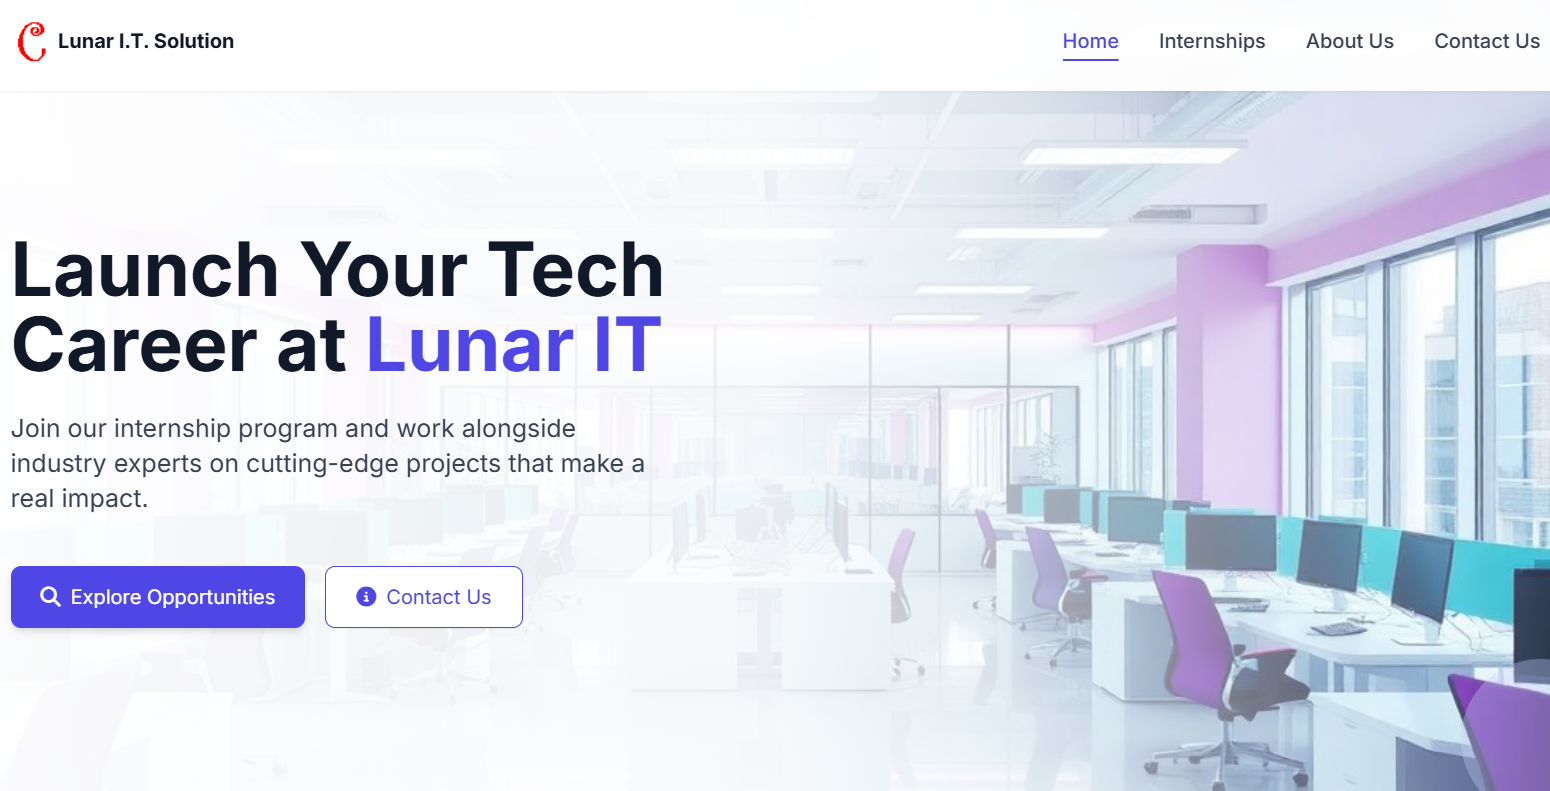 Lunar I.T. Solution
Home
Internships
About Us
Contact Us
Launch Your Tech
Career at Lunar IT
Join our internship program and work alongside
industry experts on cutting-edge projects that make a
real impact.
Explore Opportunities
Contact Us